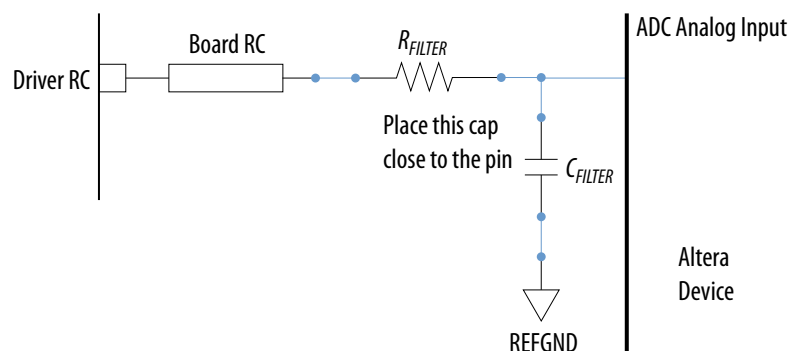 ADC Analog Input
Board RC
R_FILTER
Driver RC
Place this cap
close to the pin
C_FILTER
Altera
Device
REFGND